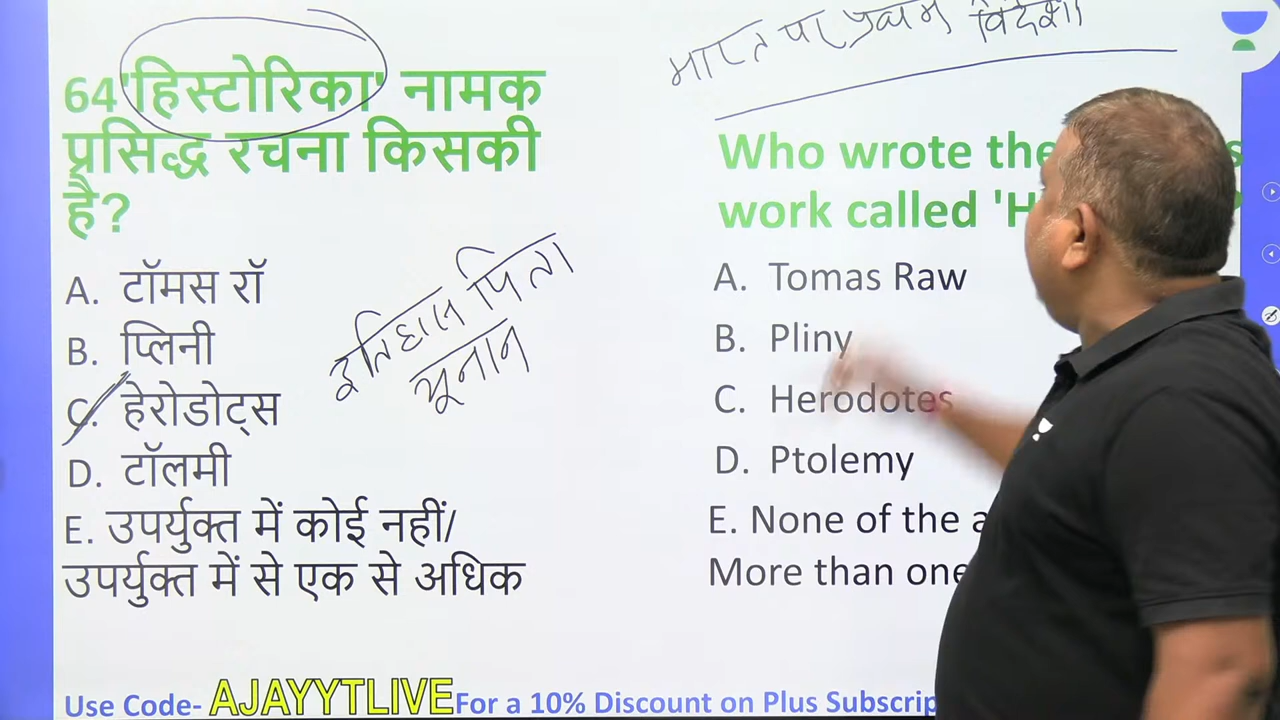 भारत पर प्रथम विदेशी
64'हिस्टोरिका' नामक
प्रसिद्ध रचना किसकी
है?
A. टॉमस रॉ
B. प्लिनी
C. हेरोडोट्स
D. टॉलमी
E. उपर्युक्त में कोई नहीं/
उपर्युक्त में से एक से अधिक
इतिहास पिता
यूनान
Who wrote the
work called 'H
A. Tomas Raw
B. Pliny
C. Herodotes
D. Ptolemy
E. None of the a
More than one
Use Code- AJAYYTLIVE For a 10% Discount on Plus Subscrip